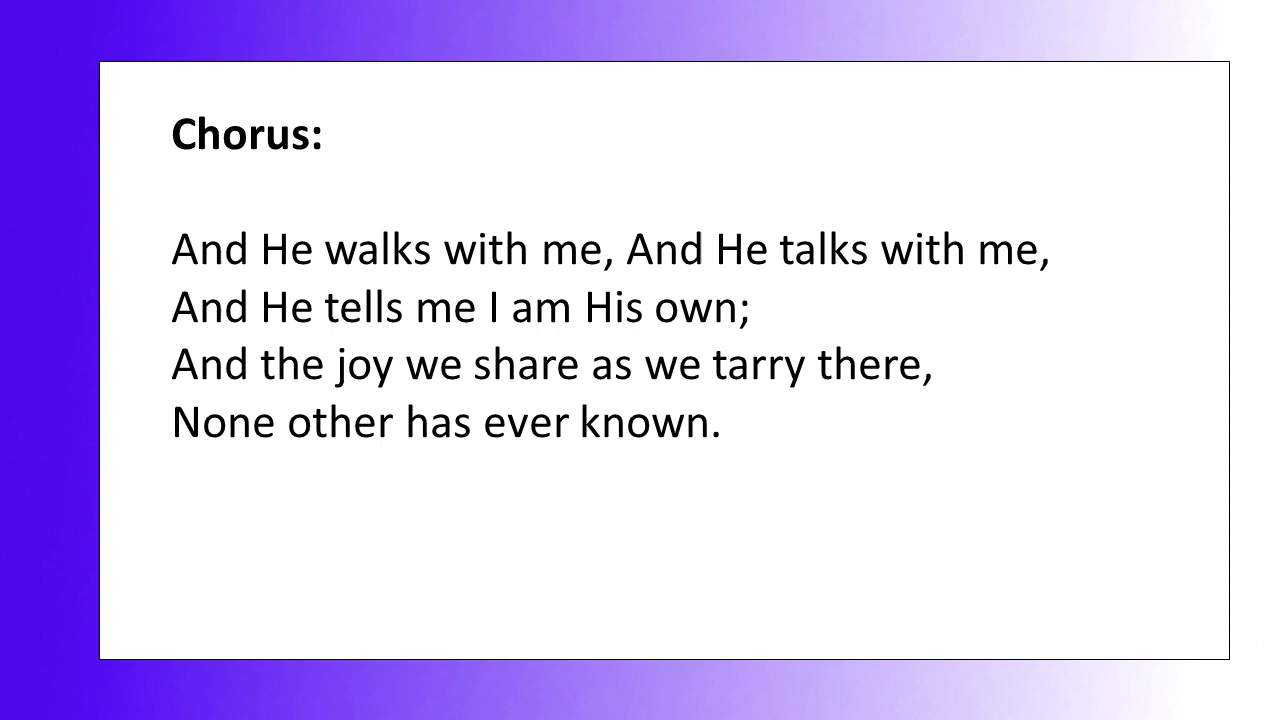 Chorus:
And He walks with me, And He talks with me,
And He tells me I am His own;
And the joy we share as we tarry there,
None other has ever known.